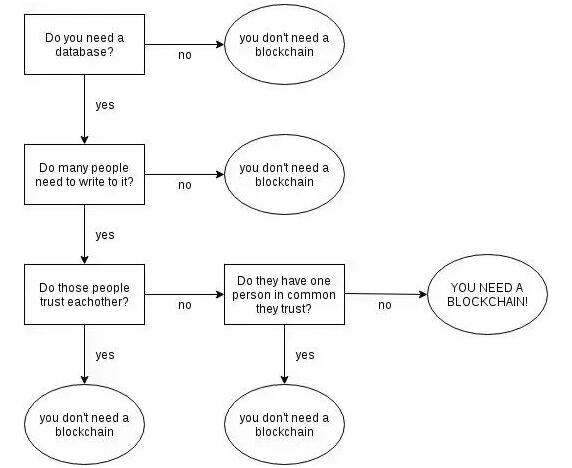 Do you need a
database?
no
you don't need a
blockchain
yes
Do many people
need to write to it?
no
you don't need a
blockchain
yes
Do those people
trust eachother?
no
Do they have one
person in common
they trust?
no
YOU NEED A
BLOCKCHAIN!
yes
yes
you don't need a
blockchain
you don't need a
blockchain